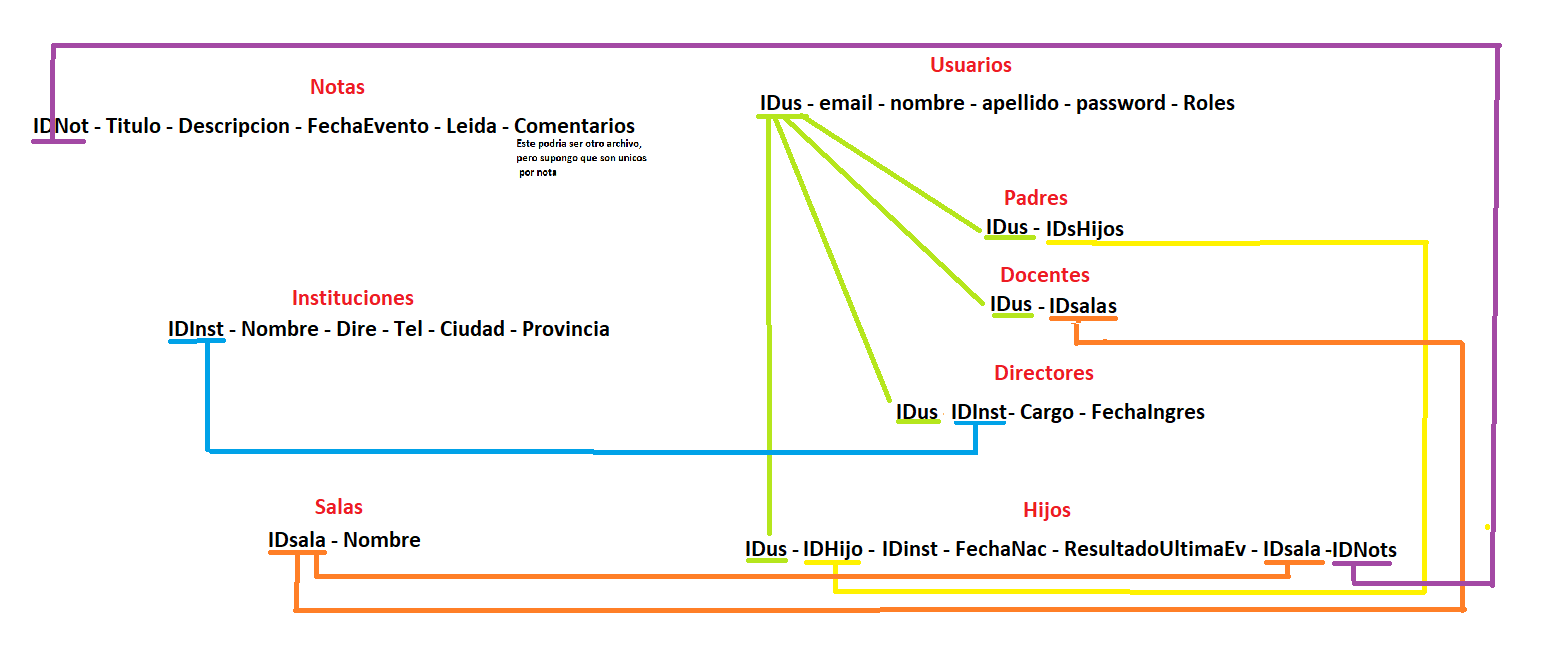 Notas
IDNot - Titulo - Descripcion - FechaEvento - Leida - Comentarios
Este podria ser otro archivo,
pero supongo que son unicos
por nota
Usuarios
IDus - email - nombre - apellido - password - Roles
Padres
IDus - IDsHijos
Docentes
IDus - IDsalas
Instituciones
IDInst - Nombre - Dire - Tel - Ciudad - Provincia
Directores
IDus IDInst- Cargo - FechaIngres
Salas
IDsala - Nombre
Hijos
IDus - IDHijo - IDinst - FechaNac - ResultadoUltimaEv - IDsala -IDNots